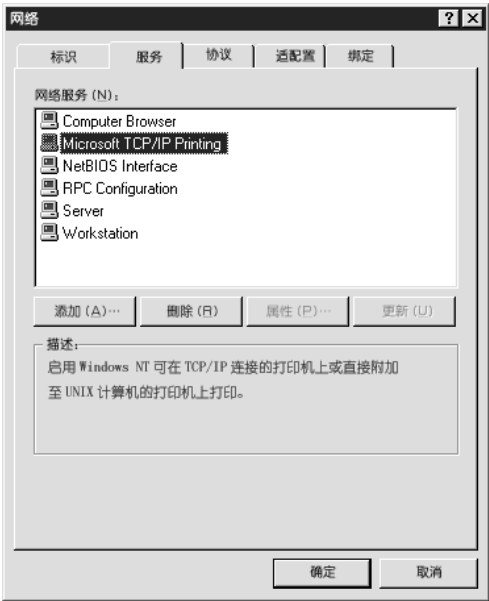 网络
? X
标识 服务 协议 适配置 绑定
网络服务(N):
Computer Browser
Microsoft TCP/IP Printing
NetBIOS Interface
RPC Configuration
Server
Workstation
添加(A)… 删除(R) 属性(P)… 更新(U)
描述:
启用 Windows NT 可在 TCP/IP 连接的打印机上或直接附加
至 UNIX 计算机的打印机上打印。
确定 取消